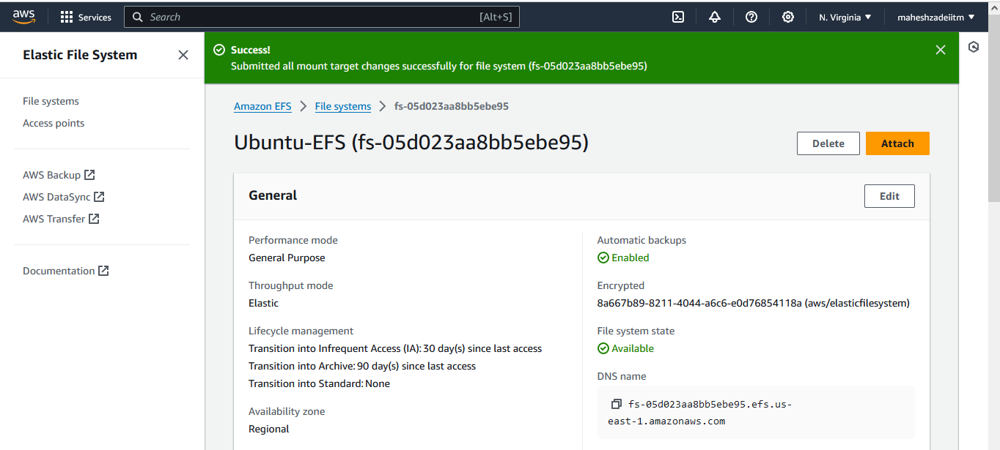 aws
Services
Search
[Alt+S]
N. Virginia
maheshzadeiitm
Elastic File System
File systems
Access points
AWS Backup
AWS DataSync
AWS Transfer
Documentation
Success!
Submitted all mount target changes successfully for file system (fs-05d023aa8bb5ebe95)
Amazon EFS
File systems
fs-05d023aa8bb5ebe95
Ubuntu-EFS (fs-05d023aa8bb5ebe95)
Delete
Attach
General
Edit
Performance mode
General Purpose
Throughput mode
Elastic
Lifecycle management
Transition into Infrequent Access (IA): 30 day(s) since last access
Transition into Archive: 90 day(s) since last access
Transition into Standard: None
Availability zone
Regional
Automatic backups
Enabled
Encrypted
8a667b89-8211-4044-a6c6-e0d76854118a (aws/elasticfilesystem)
File system state
Available
DNS name
fs-05d023aa8bb5ebe95.efs.us-
east-1.amazonaws.com